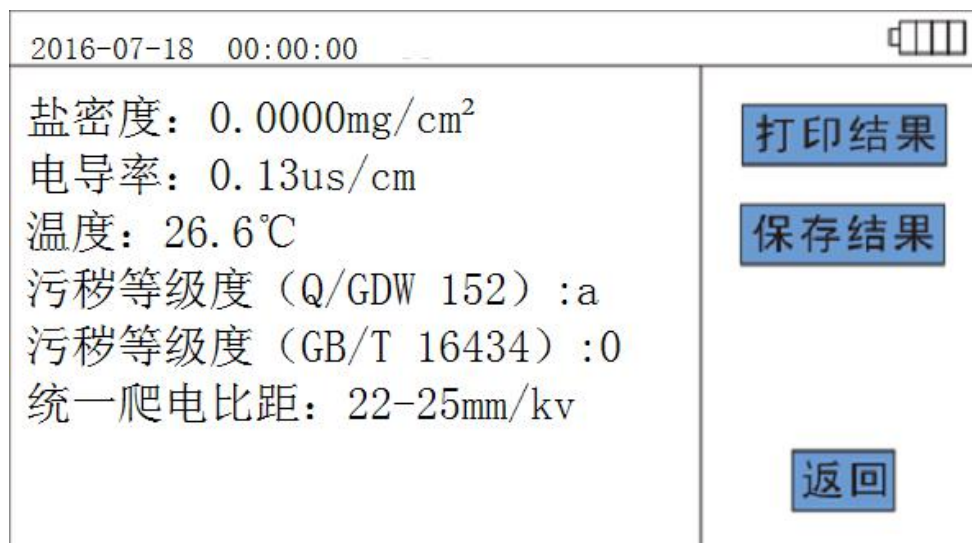 2016-07-18 00:00:00
盐密度：0.0000mg/cm²
电导率：0.13us/cm
温度：26.6℃
污秽等级度（Q/GDW 152）:a
污秽等级度（GB/T 16434）:0
统一爬电比距：22-25mm/kv
打印结果
保存结果
返回